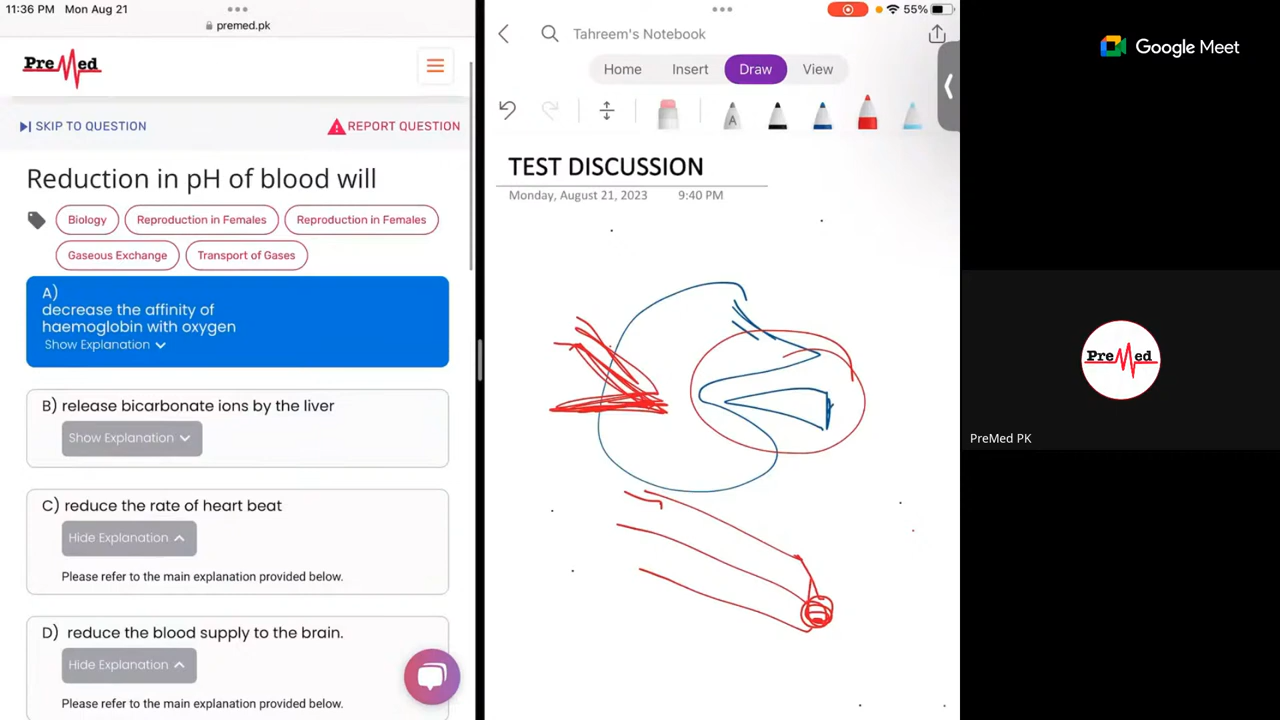 11:36 PM Mon Aug 21
premed.pk
PreMed
SKIP TO QUESTION
REPORT QUESTION
Reduction in pH of blood will
Biology
Reproduction in Females
Reproduction in Females
Gaseous Exchange
Transport of Gases
A)
decrease the affinity of
haemoglobin with oxygen
Show Explanation
B) release bicarbonate ions by the liver
Show Explanation
C) reduce the rate of heart beat
Hide Explanation
Please refer to the main explanation provided below.
D) reduce the blood supply to the brain.
Hide Explanation
Please refer to the main explanation provided below.
55%
Tahreem's Notebook
Home
Insert
Draw
View
A
TEST DISCUSSION
Monday, August 21, 2023 9:40 PM
Google Meet
PreMed
PreMed PK